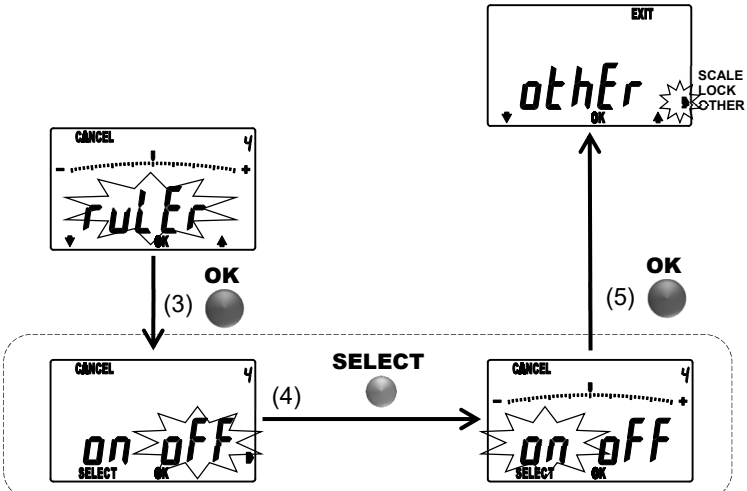 EXIT
othEr
OK
SCALE
LOCK
OTHER
CANCEL 4
- +
rulEr
OK
OK
(3)
OK
(5)
CANCEL 4
on oFF
SELECT OK
SELECT
(4)
CANCEL 4
- +
on oFF
SELECT OK